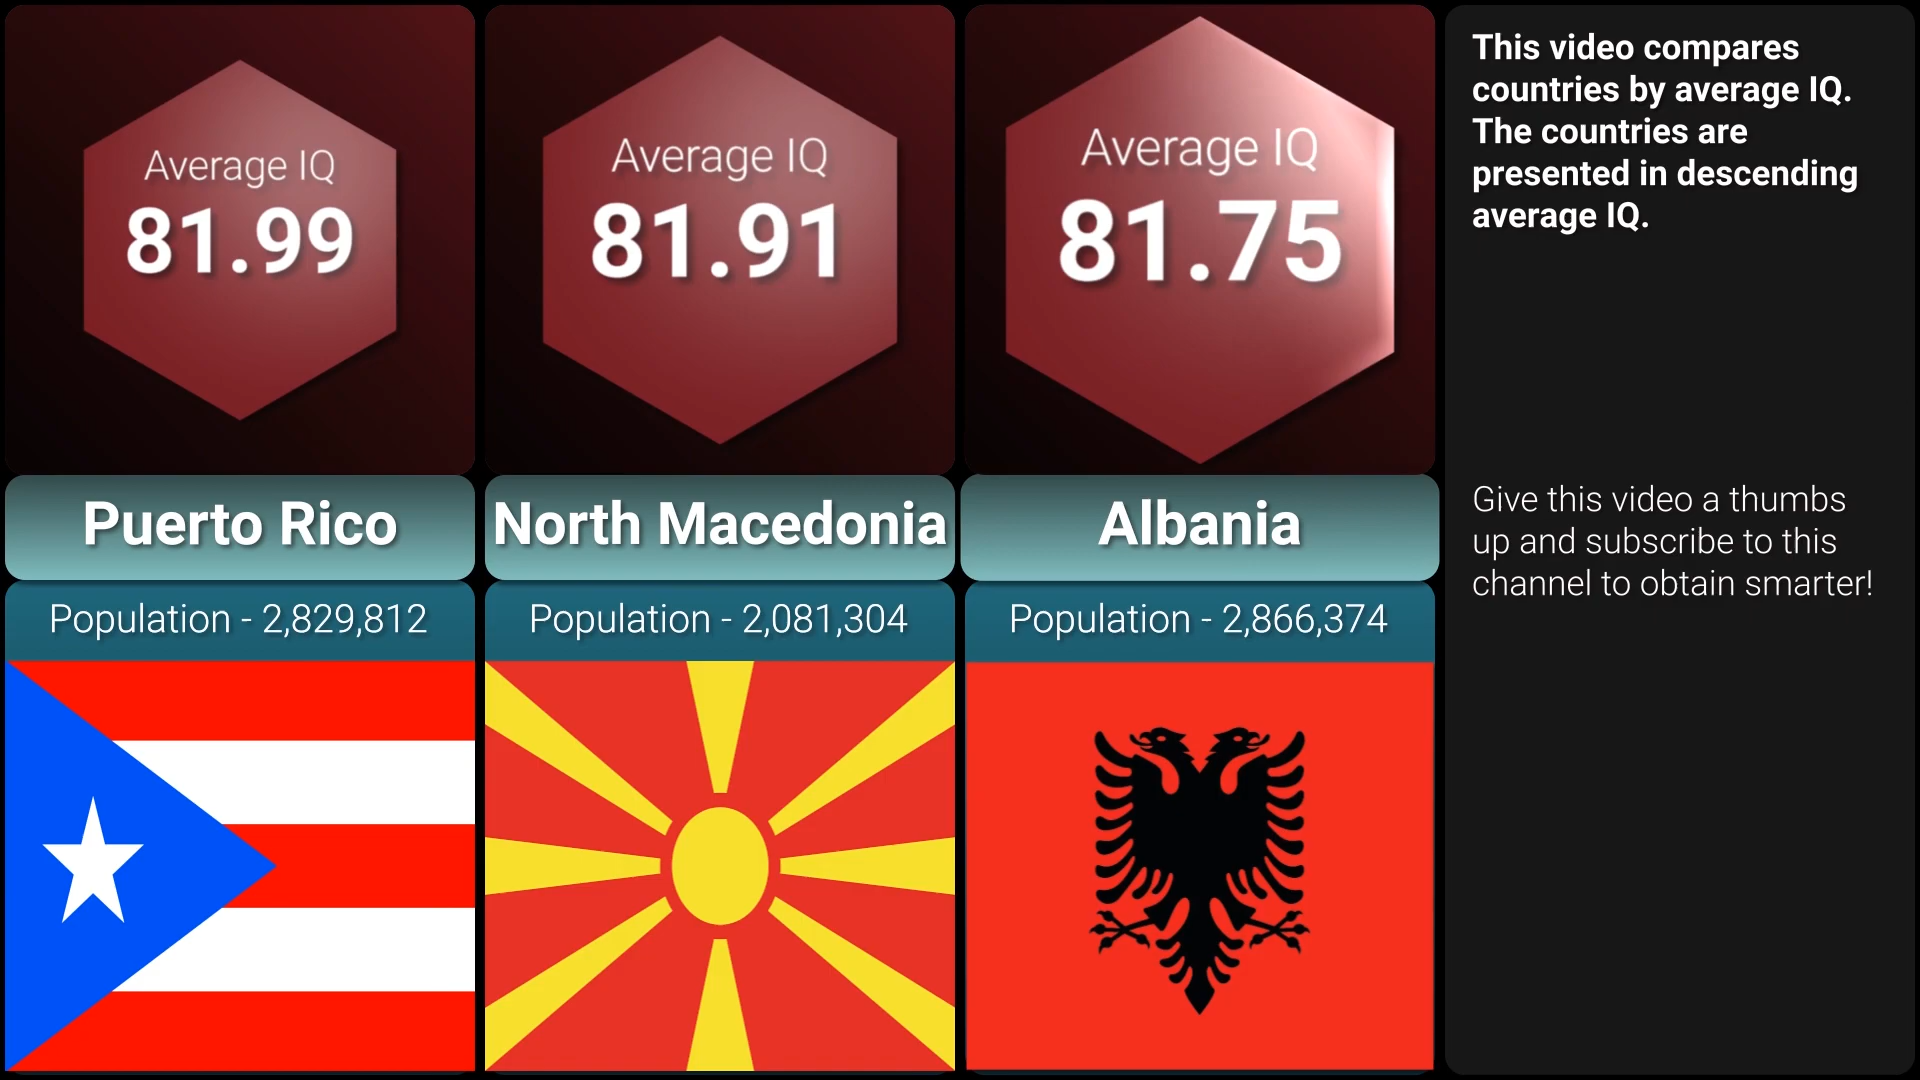 Average IQ
81.99
Puerto Rico
Population - 2,829,812
Average IQ
81.91
North Macedonia
Population - 2,081,304
Average IQ
81.75
Albania
Population - 2,866,374
This video compares
countries by average IQ.
The countries are
presented in descending
average IQ.
Give this video a thumbs
up and subscribe to this
channel to obtain smarter!